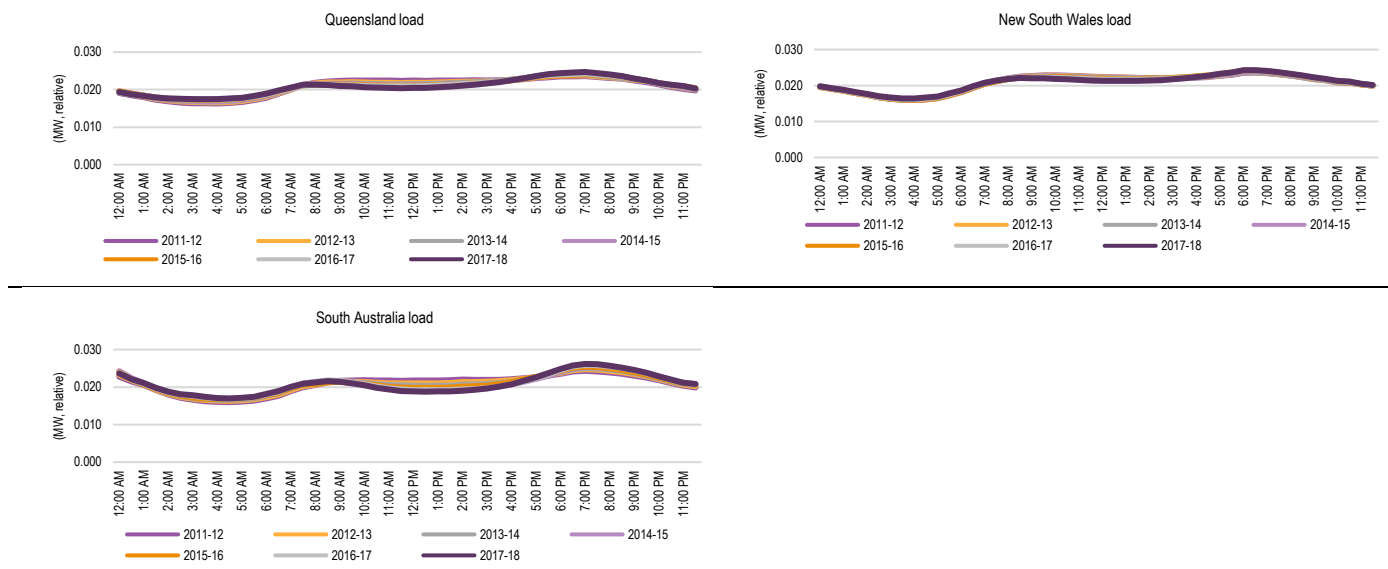 Queensland load
(MW, relative)
0.030
0.020
0.010
0.000
12:00 AM
1:00 AM
2:00 AM
3:00 AM
4:00 AM
5:00 AM
6:00 AM
7:00 AM
8:00 AM
9:00 AM
10:00 AM
11:00 AM
12:00 PM
1:00 PM
2:00 PM
3:00 PM
4:00 PM
5:00 PM
6:00 PM
7:00 PM
8:00 PM
9:00 PM
10:00 PM
11:00 PM
2011-12 2012-13 2013-14 2014-15
2015-16 2016-17 2017-18
New South Wales load
(MW, relative)
0.030
0.020
0.010
0.000
12:00 AM
1:00 AM
2:00 AM
3:00 AM
4:00 AM
5:00 AM
6:00 AM
7:00 AM
8:00 AM
9:00 AM
10:00 AM
11:00 AM
12:00 PM
1:00 PM
2:00 PM
3:00 PM
4:00 PM
5:00 PM
6:00 PM
7:00 PM
8:00 PM
9:00 PM
10:00 PM
11:00 PM
2011-12 2012-13 2013-14 2014-15
2015-16 2016-17 2017-18
South Australia load
(MW, relative)
0.030
0.020
0.010
0.000
12:00 AM
1:00 AM
2:00 AM
3:00 AM
4:00 AM
5:00 AM
6:00 AM
7:00 AM
8:00 AM
9:00 AM
10:00 AM
11:00 AM
12:00 PM
1:00 PM
2:00 PM
3:00 PM
4:00 PM
5:00 PM
6:00 PM
7:00 PM
8:00 PM
9:00 PM
10:00 PM
11:00 PM
2011-12 2012-13 2013-14 2014-15
2015-16 2016-17 2017-18